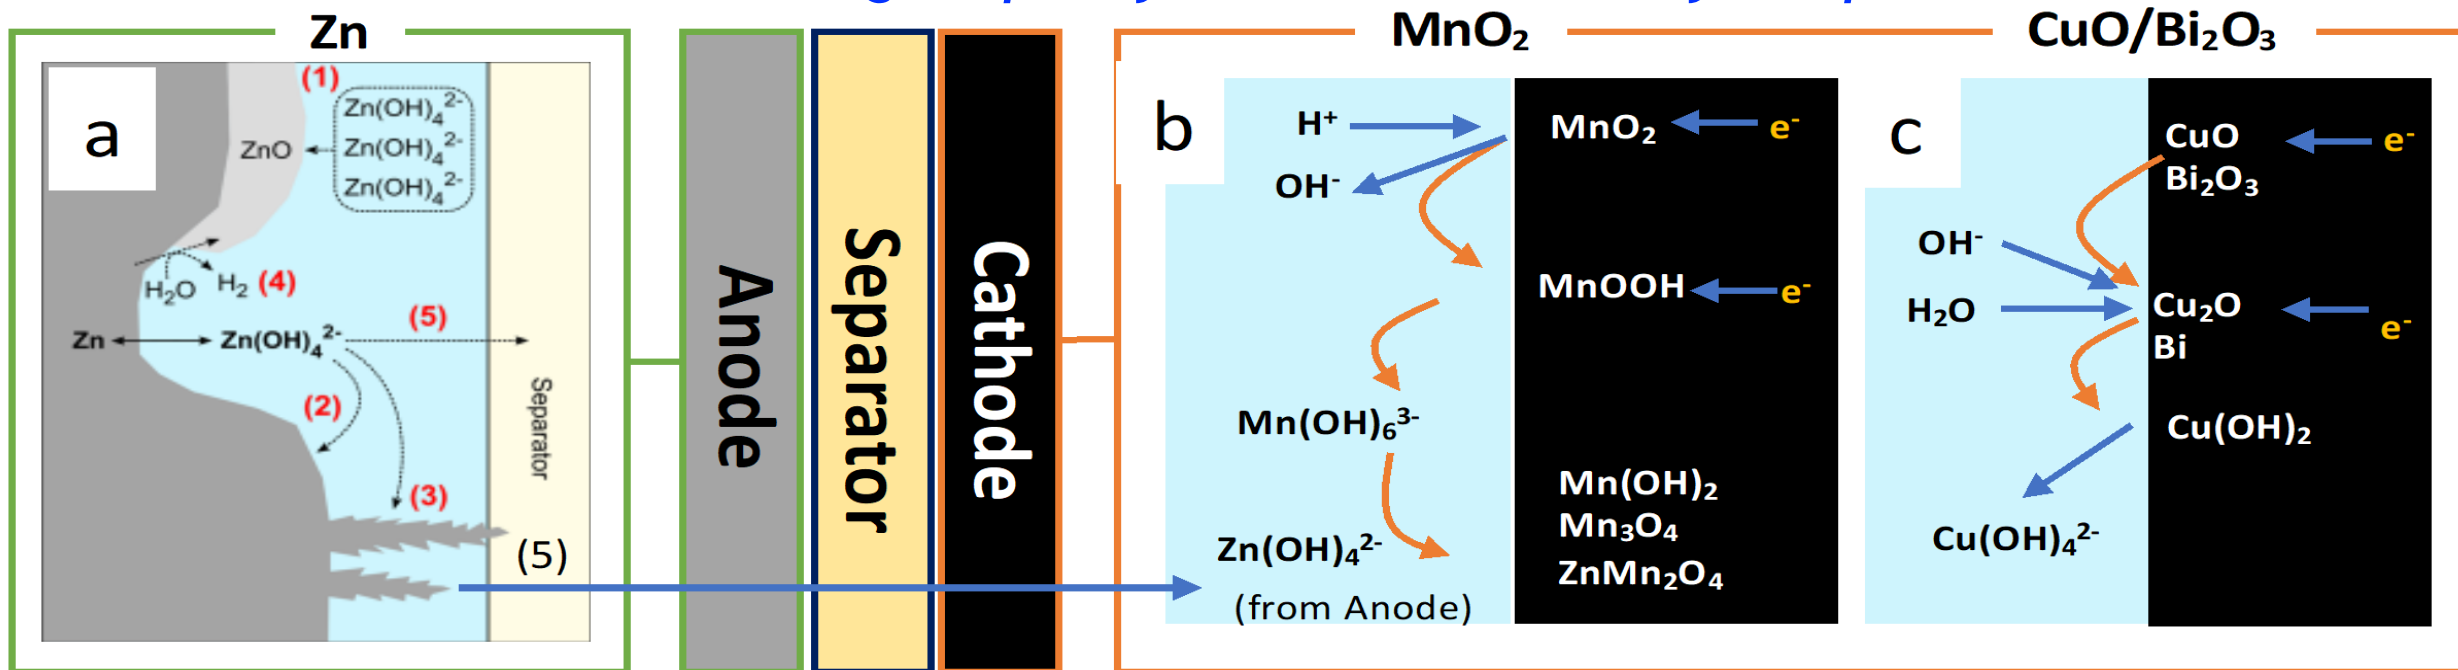 Zn
MnO₂
CuO/Bi₂O₃
a
(1)
Zn(OH)₄²⁻
ZnO
Zn(OH)₄²⁻
Zn(OH)₄²⁻
H₂O
H₂ (4)
(5)
Zn
Zn(OH)₄²⁻
(2)
(3)
Separator
(5)
Anode
Separator
Cathode
b
H⁺
MnO₂
e⁻
OH⁻
MnOOH
e⁻
Mn(OH)₆³⁻
Mn(OH)₂
Mn₃O₄
Zn(OH)₄²⁻
ZnMn₂O₄
(from Anode)
c
CuO
e⁻
Bi₂O₃
OH⁻
H₂O
Cu₂O
e⁻
Bi
Cu(OH)₂
Cu(OH)₄²⁻